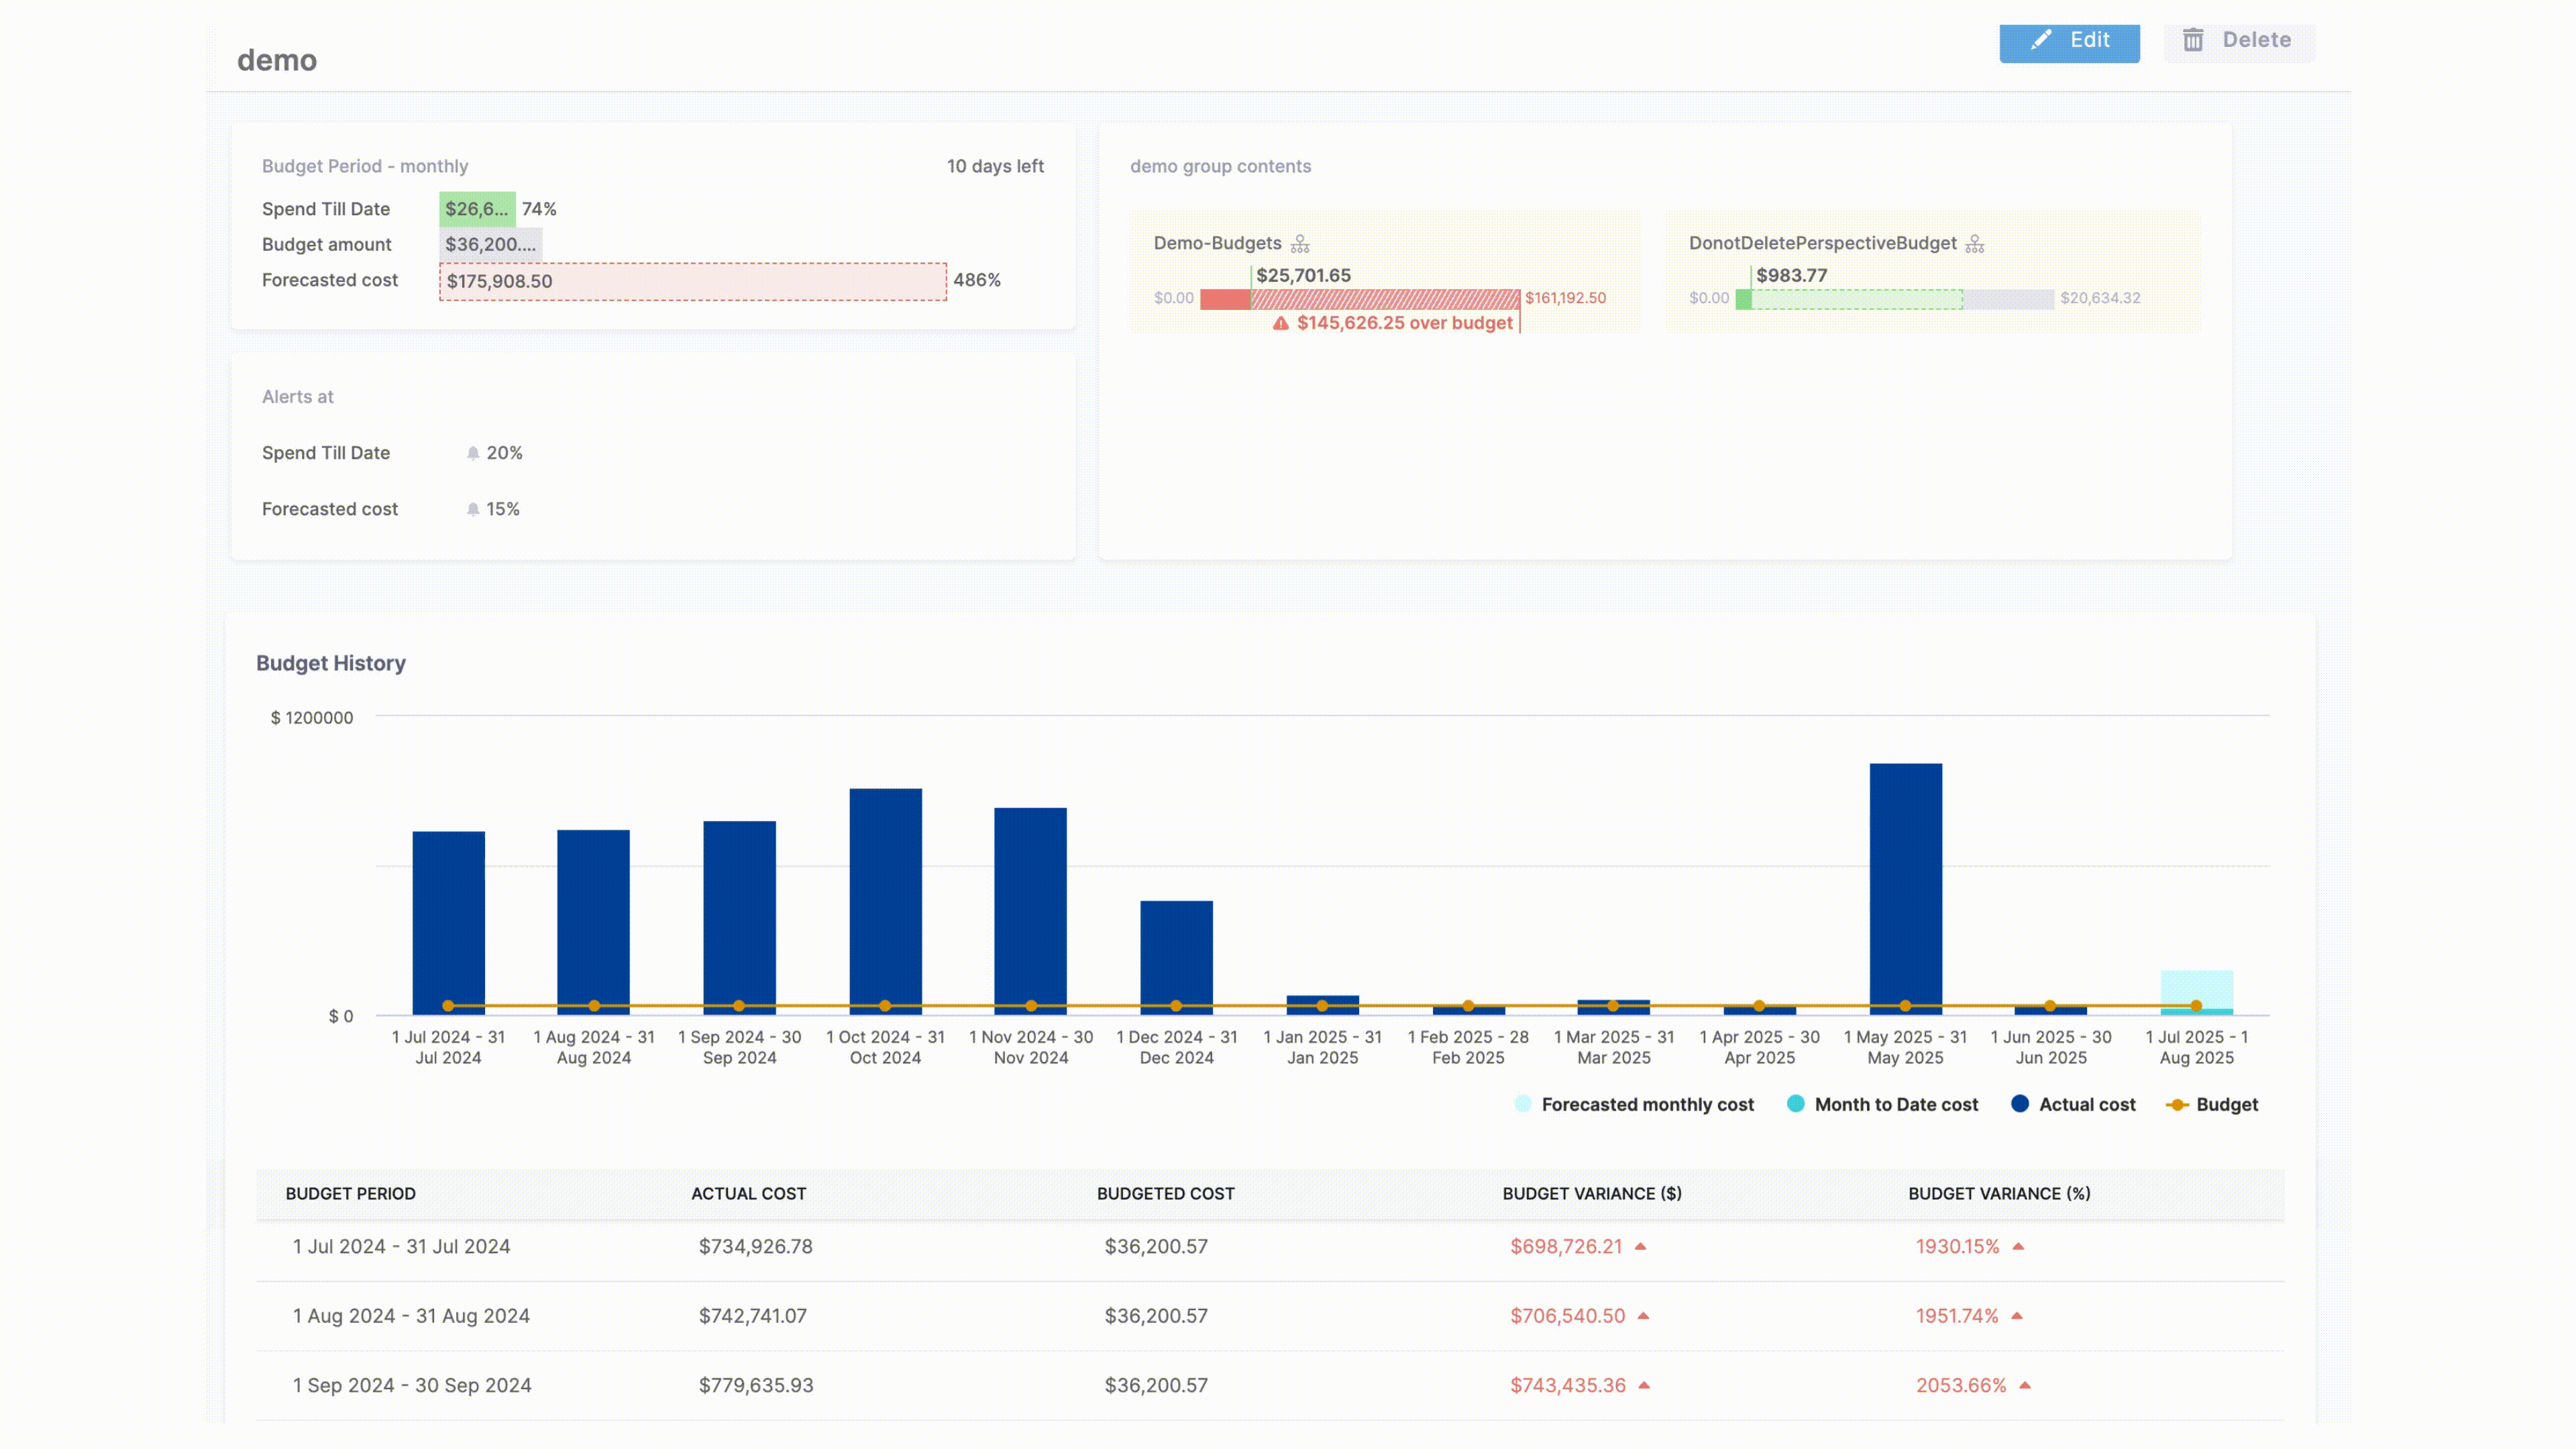 demo
Edit
Delete
Budget Period - monthly
10 days left
Spend Till Date
$26,6...
74%
Budget amount
$36,200....
Forecasted cost
$175,908.50
486%
demo group contents
Demo-Budgets
$25,701.65
$0.00
$161,192.50
$145,626.25 over budget
DonotDeletePerspectiveBudget
$983.77
$0.00
$20,634.32
Alerts at
Spend Till Date
20%
Forecasted cost
15%
Budget History
$ 1200000
$ 0
1 Jul 2024 - 31
Jul 2024
1 Aug 2024 - 31
Aug 2024
1 Sep 2024 - 30
Sep 2024
1 Oct 2024 - 31
Oct 2024
1 Nov 2024 - 30
Nov 2024
1 Dec 2024 - 31
Dec 2024
1 Jan 2025 - 31
Jan 2025
1 Feb 2025 - 28
Feb 2025
1 Mar 2025 - 31
Mar 2025
1 Apr 2025 - 30
Apr 2025
1 May 2025 - 31
May 2025
1 Jun 2025 - 30
Jun 2025
1 Jul 2025 - 1
Aug 2025
Forecasted monthly cost
Month to Date cost
Actual cost
Budget
BUDGET PERIOD ACTUAL COST BUDGETED COST BUDGET VARIANCE ($) BUDGET VARIANCE (%)
1 Jul 2024 - 31 Jul 2024 $734,926.78 $36,200.57 $698,726.21 1930.15%
1 Aug 2024 - 31 Aug 2024 $742,741.07 $36,200.57 $706,540.50 1951.74%
1 Sep 2024 - 30 Sep 2024 $779,635.93 $36,200.57 $743,435.36 2053.66%